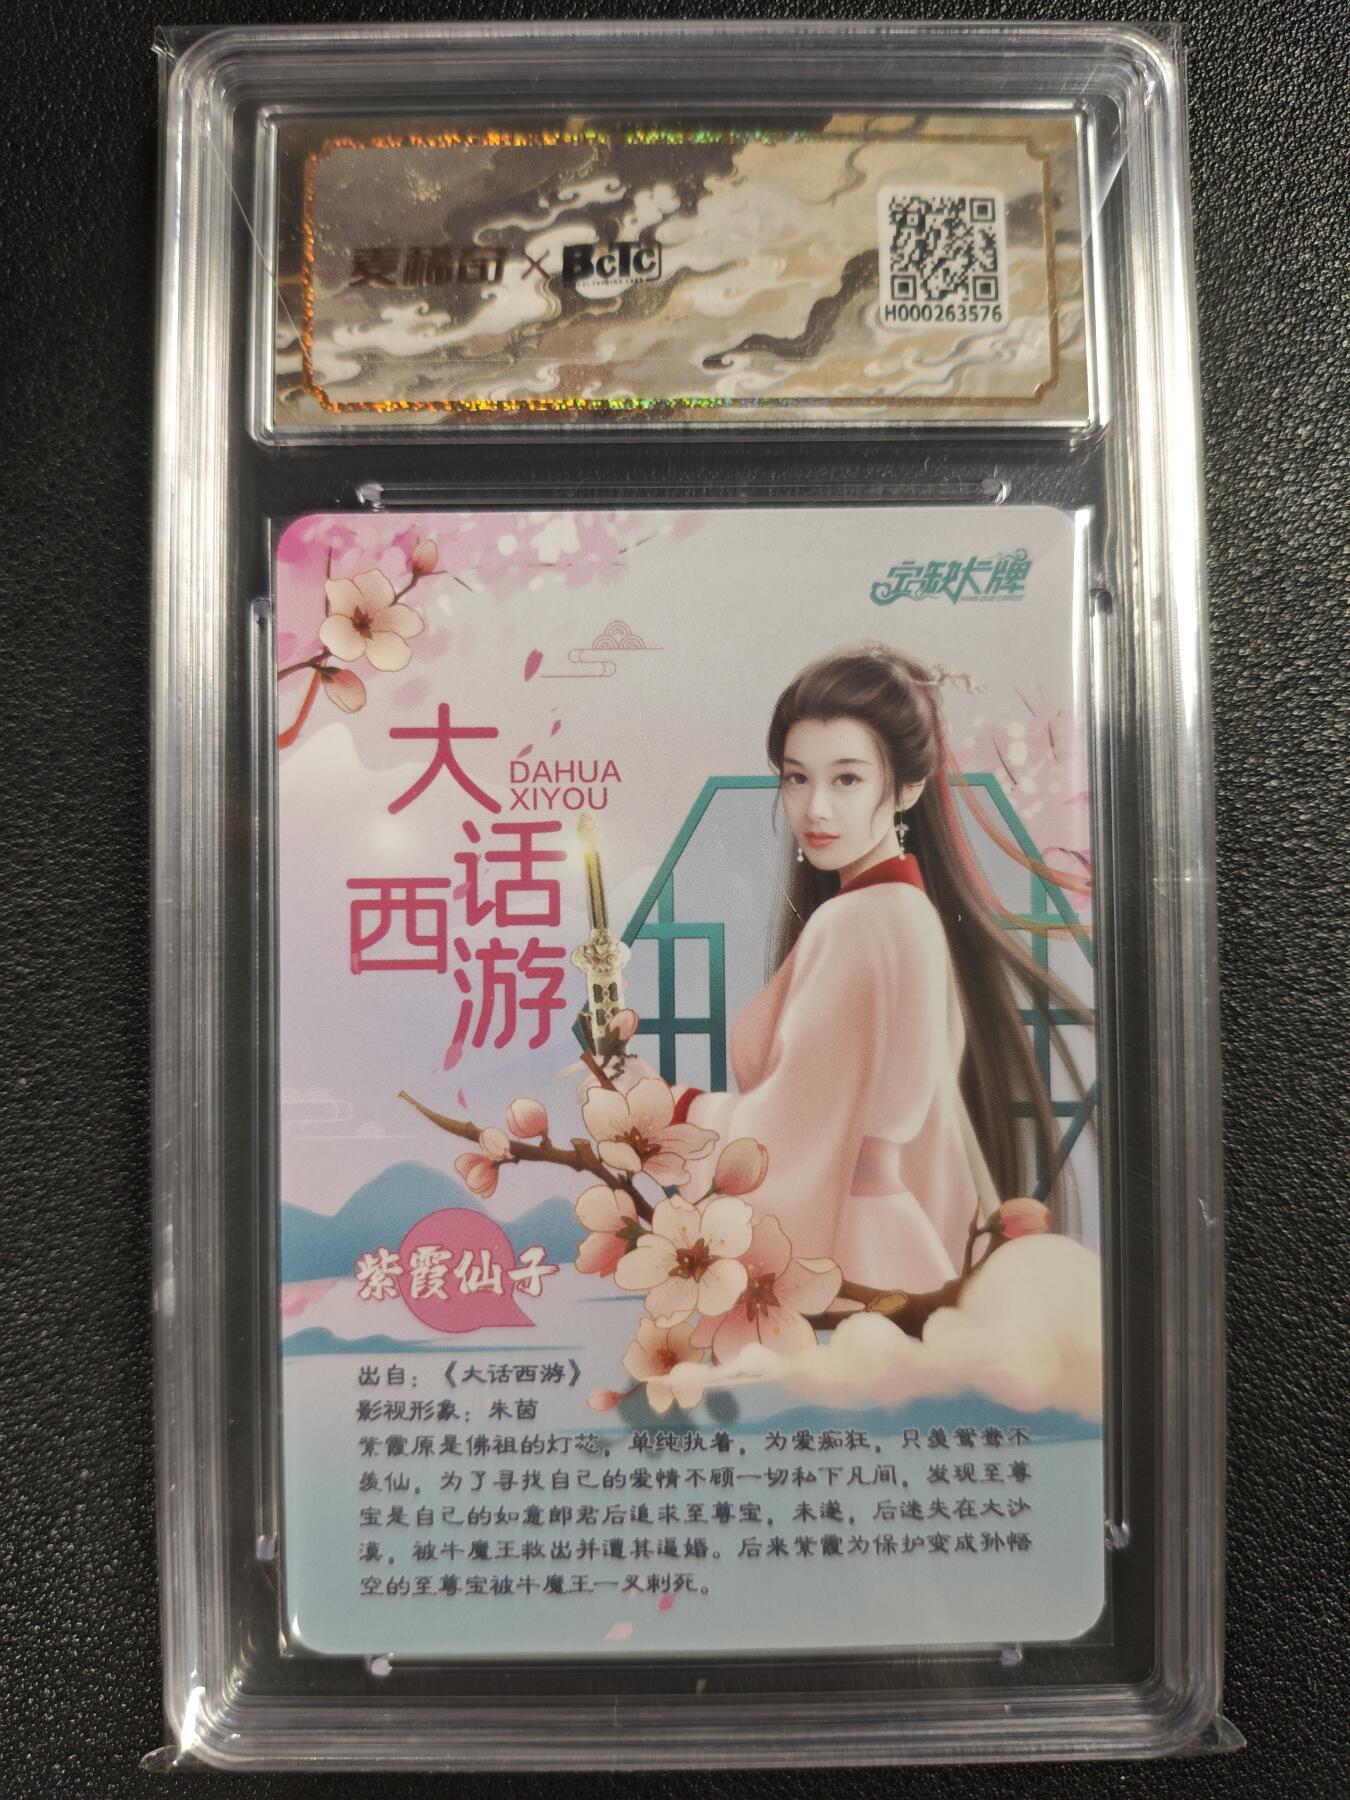 麦稀奇 × BCTC
H000263576
宁缺大牌
NING QUE CARDS
大话西游
DAHUA
XIYOU
紫霞仙子
出自：《大话西游》
影视形象：朱茵
紫霞原是佛祖的灯芯，单纯执着，为爱痴狂，只羡鸳鸯不
羡仙，为了寻找自己的爱情不顾一切私下凡间，发现至尊
宝是自己的如意郎君后追求至尊宝，未遂，后迷失在大沙
漠，被牛魔王救出并遭其逼婚。后来紫霞为保护变成孙悟
空的至尊宝被牛魔王一叉刺死。